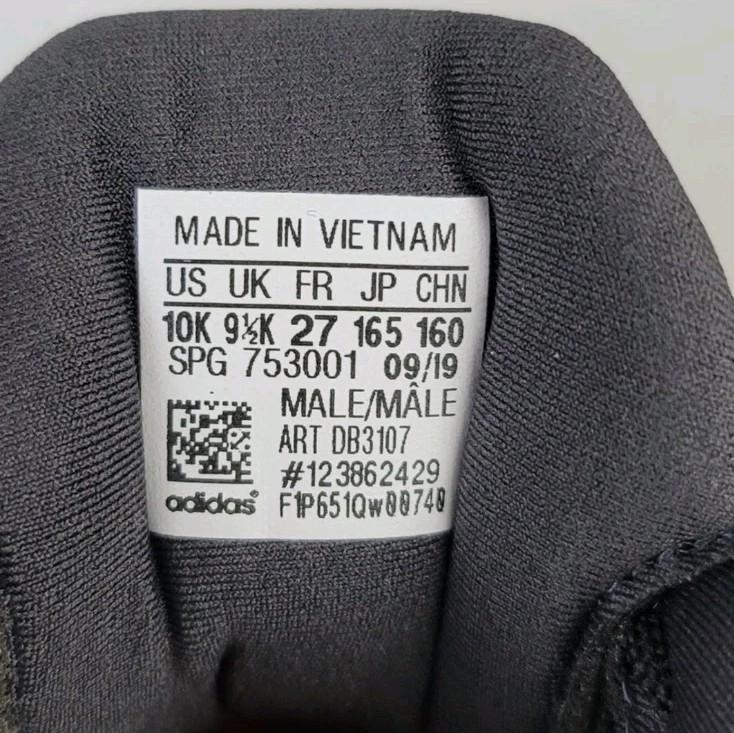 MADE IN VIETNAM
US UK FR JP CHN
10K 9½K 27 165 160
SPG 753001 09/19
MALE/MÂLE
ART DB3107
#123862429
adidas® F1P651Qw00740